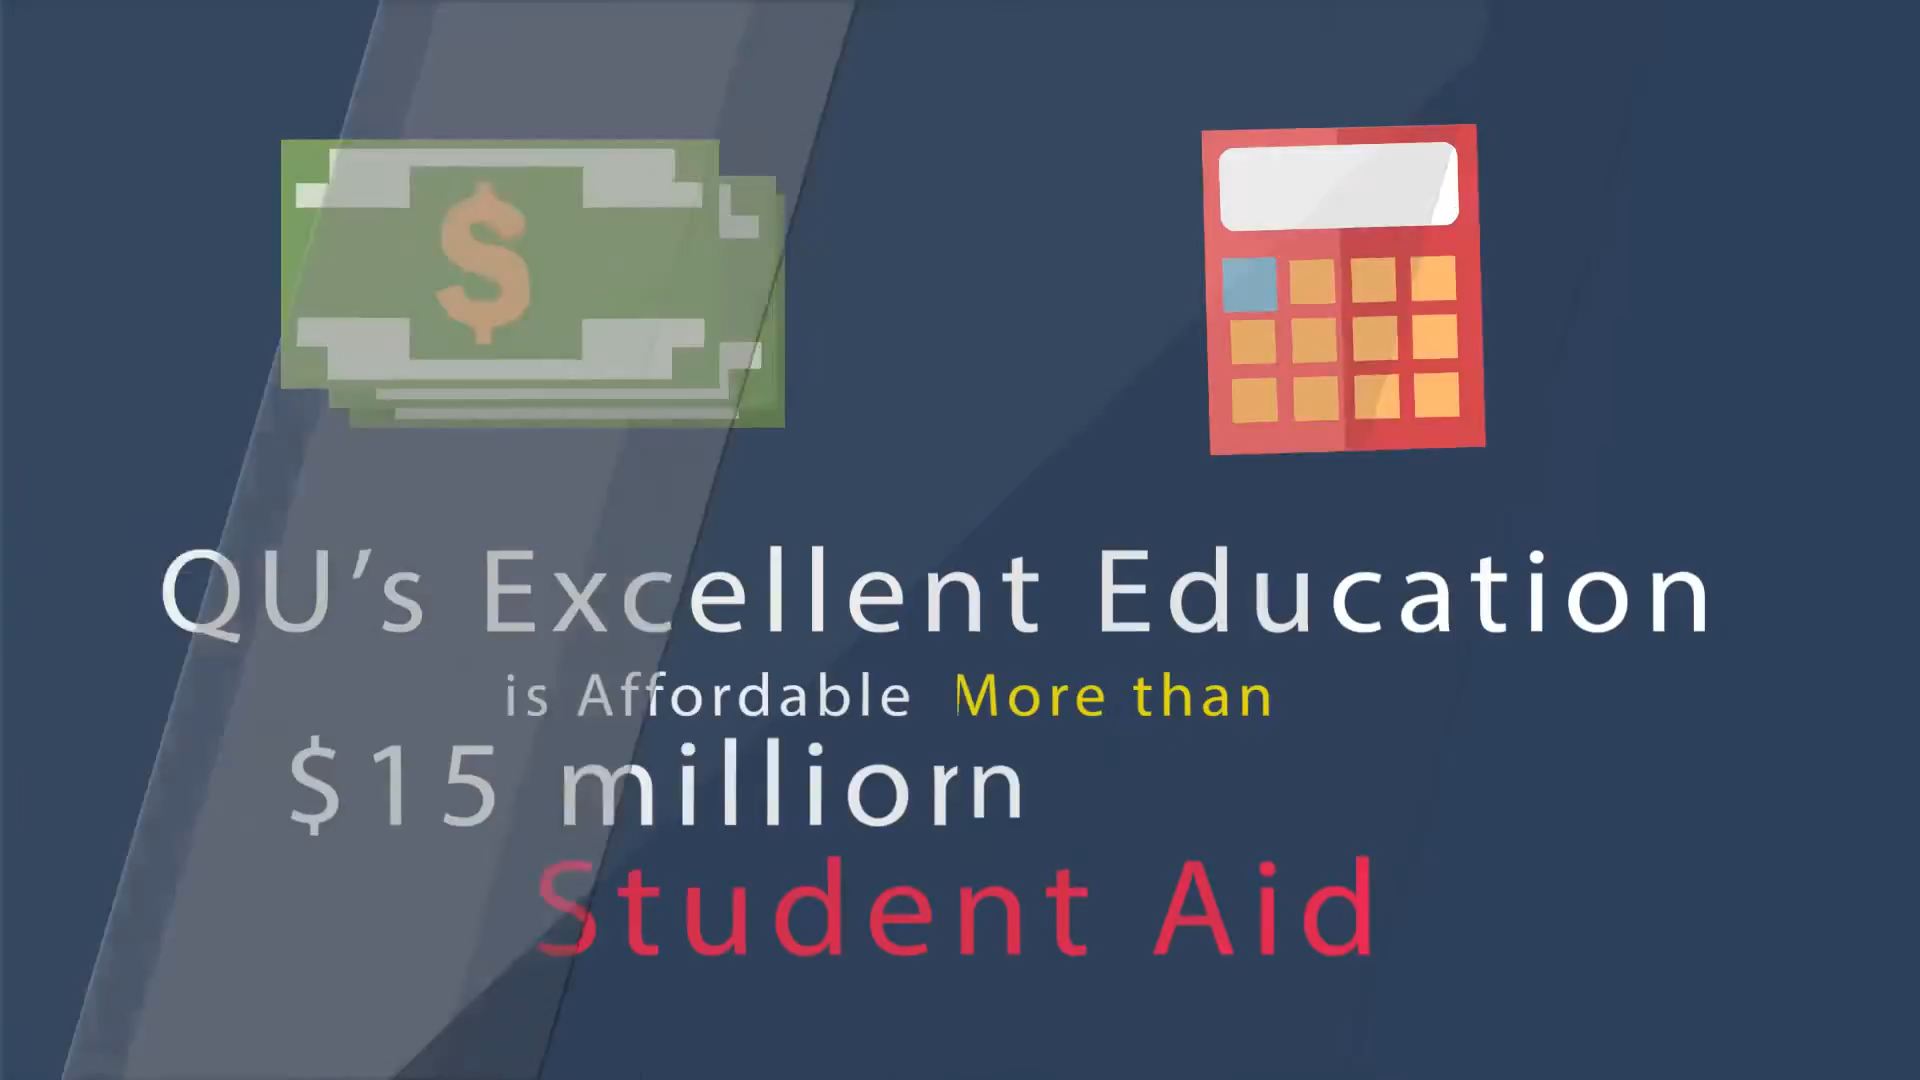 $
QU's Excellent Education
is Affordable More than
$15 milliorn
Student Aid